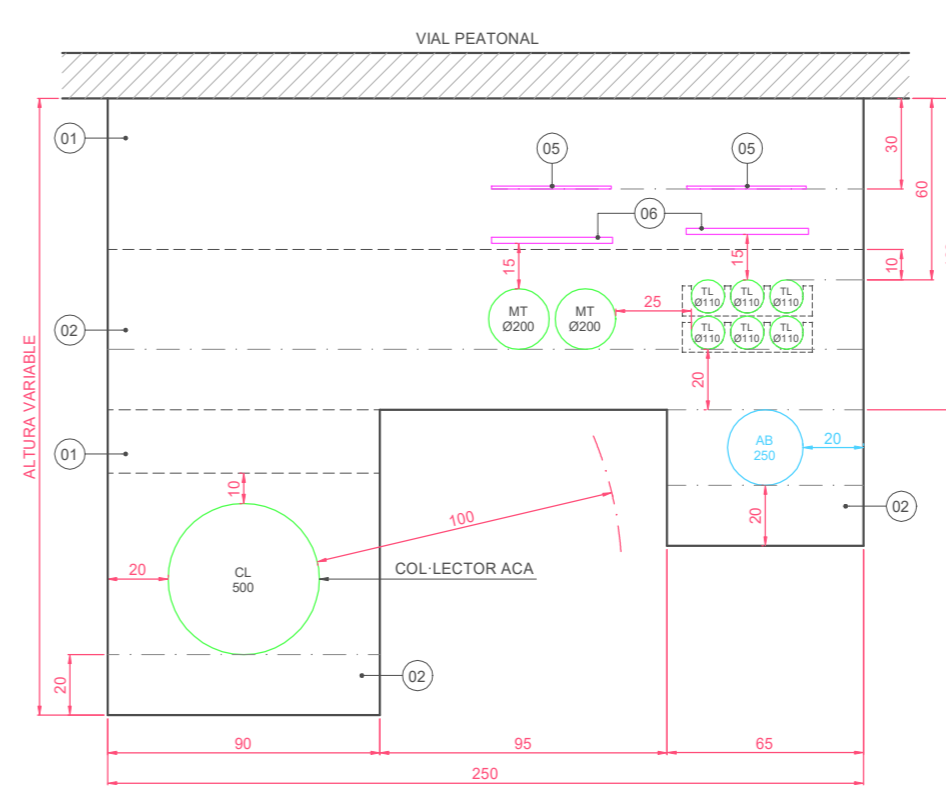 VIAL PEATONAL
01
05
05
30
60
06
15
15
10
25
TL
Ø110
TL
Ø110
TL
Ø110
MT
Ø200
MT
Ø200
TL
Ø110
TL
Ø110
TL
Ø110
02
ALTURA VARIABLE
20
01
AB
250
20
10
20
02
100
CL
500
20
COL·LECTOR ACA
20
02
90
95
65
250